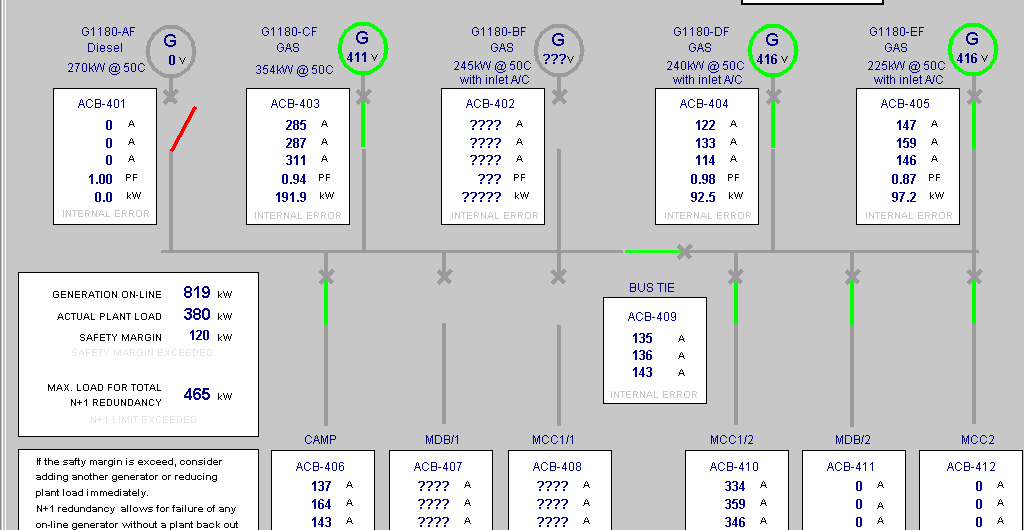 G1180-AF
Diesel
270kW @ 50C
G
0 V
G1180-CF
GAS
354kW @ 50C
G
411 V
G1180-BF
GAS
245kW @ 50C
with inlet A/C
G
???V
G1180-DF
GAS
240kW @ 50C
with inlet A/C
G
416 V
G1180-EF
GAS
225kW @ 50C
with inlet A/C
G
416 V
ACB-401
0 A
0 A
0 A
1.00 PF
0.0 kW
INTERNAL ERROR
ACB-403
285 A
287 A
311 A
0.94 PF
191.9 kW
INTERNAL ERROR
ACB-402
???? A
???? A
???? A
??? PF
????? kW
INTERNAL ERROR
ACB-404
122 A
133 A
114 A
0.98 PF
92.5 kW
INTERNAL ERROR
ACB-405
147 A
159 A
146 A
0.87 PF
97.2 kW
INTERNAL ERROR
GENERATION ON-LINE 819 kW
ACTUAL PLANT LOAD 380 kW
SAFETY MARGIN 120 kW
SAFETY MARGIN EXCEEDED
MAX. LOAD FOR TOTAL
N+1 REDUNDANCY 465 kW
N+1 LIMIT EXCEEDED
BUS TIE
ACB-409
135 A
136 A
143 A
INTERNAL ERROR
If the safty margin is exceed, consider
adding another generator or reducing
plant load immediately.
N+1 redundancy allows for failure of any
on-line generator without a plant back out
CAMP
ACB-406
137 A
164 A
143 A
MDB/1
ACB-407
???? A
???? A
???? A
MCC1/1
ACB-408
???? A
???? A
???? A
MCC1/2
ACB-410
334 A
359 A
346 A
MDB/2
ACB-411
0 A
0 A
0 A
MCC2
ACB-412
0 A
0 A
0 A